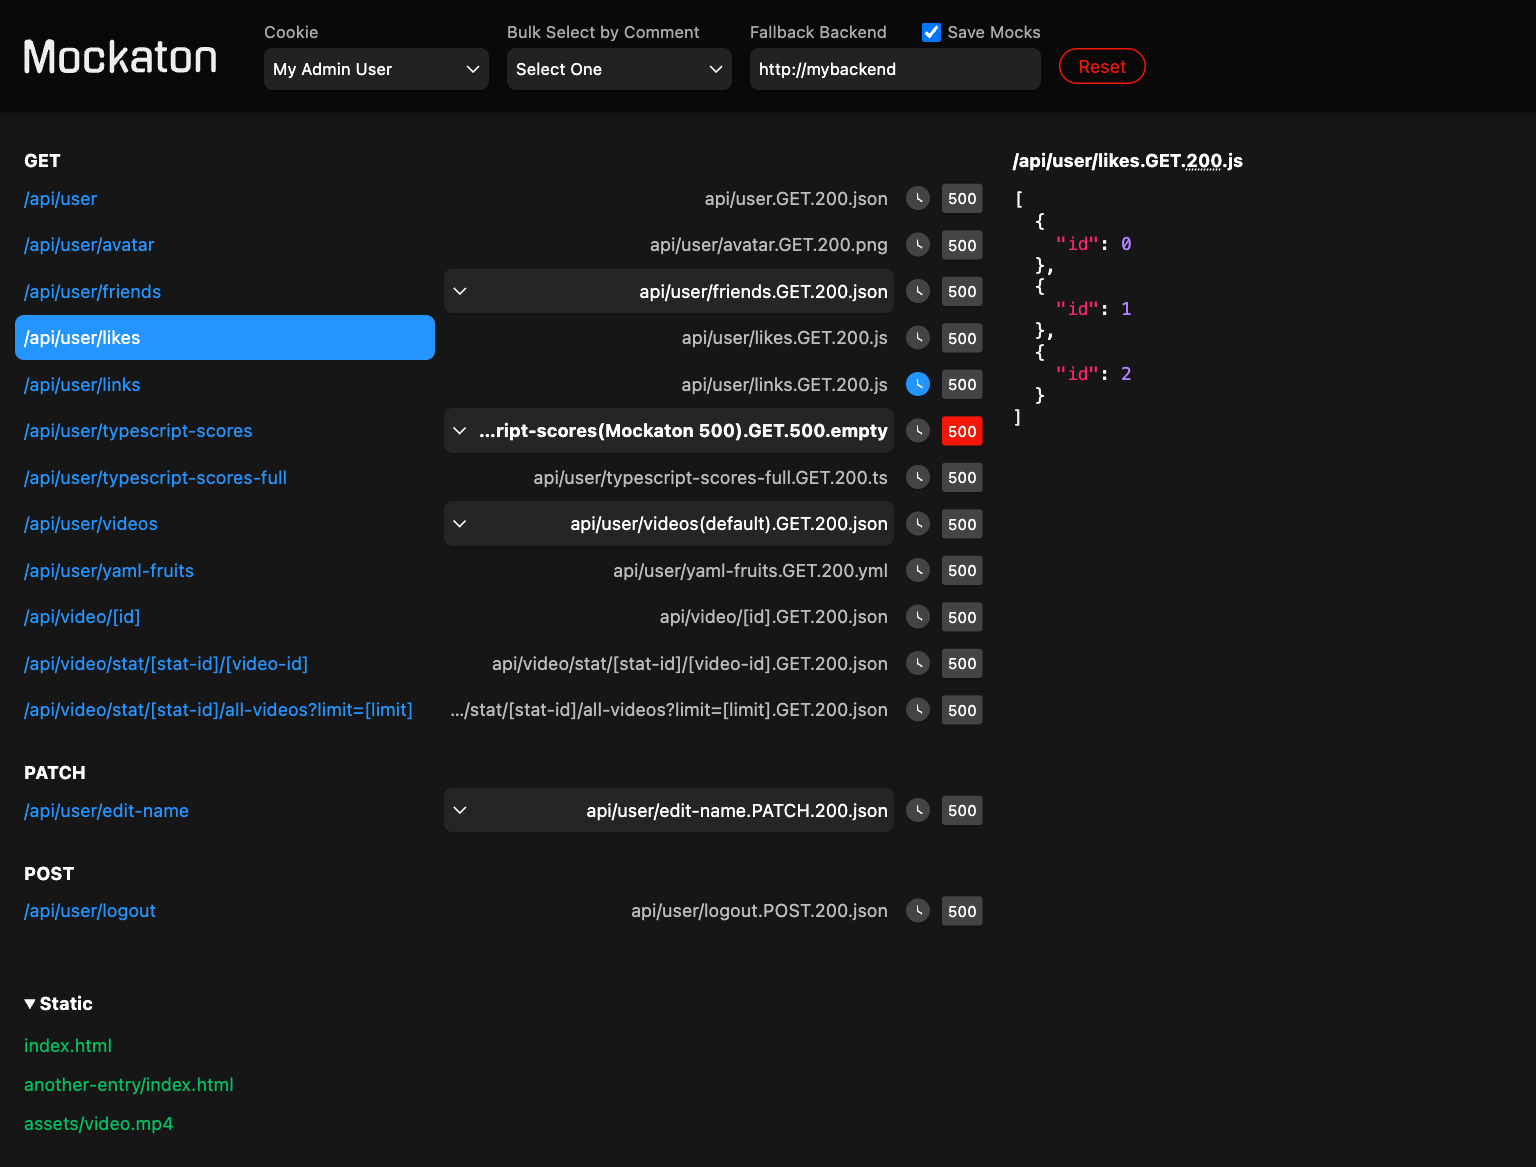 Mockaton
Cookie
My Admin User
Bulk Select by Comment
Select One
Fallback Backend
Save Mocks
http://mybackend
Reset
GET
/api/user api/user.GET.200.json 500
/api/user/avatar api/user/avatar.GET.200.png 500
/api/user/friends api/user/friends.GET.200.json 500
/api/user/likes api/user/likes.GET.200.js 500
/api/user/links api/user/links.GET.200.js 500
/api/user/typescript-scores ...ript-scores(Mockaton 500).GET.500.empty 500
/api/user/typescript-scores-full api/user/typescript-scores-full.GET.200.ts 500
/api/user/videos api/user/videos(default).GET.200.json 500
/api/user/yaml-fruits api/user/yaml-fruits.GET.200.yml 500
/api/video/[id] api/video/[id].GET.200.json 500
/api/video/stat/[stat-id]/[video-id] api/video/stat/[stat-id]/[video-id].GET.200.json 500
/api/video/stat/[stat-id]/all-videos?limit=[limit] .../stat/[stat-id]/all-videos?limit=[limit].GET.200.json 500
PATCH
/api/user/edit-name api/user/edit-name.PATCH.200.json 500
POST
/api/user/logout api/user/logout.POST.200.json 500
Static
index.html
another-entry/index.html
assets/video.mp4
/api/user/likes.GET.200.js
[
{
"id": 0
},
{
"id": 1
},
{
"id": 2
}
]